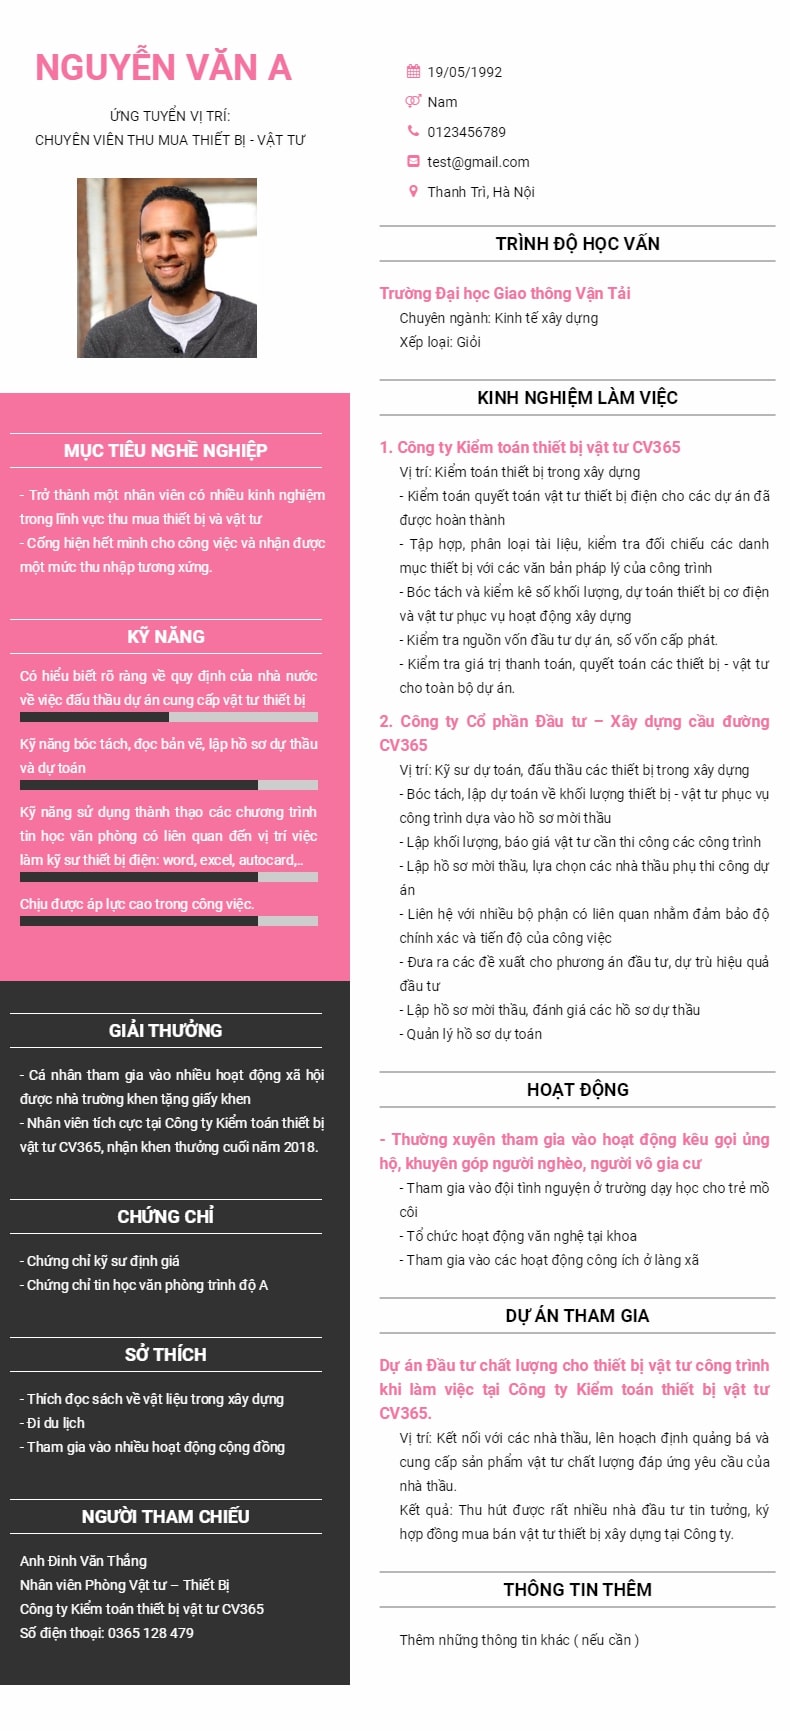 NGUYỄN VĂN A
ỨNG TUYỂN VỊ TRÍ:
CHUYÊN VIÊN THU MUA THIẾT BỊ - VẬT TƯ
MỤC TIÊU NGHỀ NGHIỆP
- Trở thành một nhân viên có nhiều kinh nghiệm
trong lĩnh vực thu mua thiết bị và vật tư
- Cống hiện hết mình cho công việc và nhận được
một mức thu nhập tương xứng.
KỸ NĂNG
Có hiểu biết rõ ràng về quy định của nhà nước
về việc đấu thầu dự án cung cấp vật tư thiết bị
Kỹ năng bóc tách, đọc bản vẽ, lập hồ sơ dự thầu
và dự toán
Kỹ năng sử dụng thành thạo các chương trình
tin học văn phòng có liên quan đến vị trí việc
làm kỹ sư thiết bị điện: word, excel, autocard,..
Chịu được áp lực cao trong công việc.
GIẢI THƯỞNG
- Cá nhân tham gia vào nhiều hoạt động xã hội
được nhà trường khen tặng giấy khen
- Nhân viên tích cực tại Công ty Kiểm toán thiết bị
vật tư CV365, nhận khen thưởng cuối năm 2018.
CHỨNG CHỈ
- Chứng chỉ kỹ sư định giá
- Chứng chỉ tin học văn phòng trình độ A
SỞ THÍCH
- Thích đọc sách về vật liệu trong xây dựng
- Đi du lịch
- Tham gia vào nhiều hoạt động cộng đồng
NGƯỜI THAM CHIẾU
Anh Đinh Văn Thắng
Nhân viên Phòng Vật tư – Thiết Bị
Công ty Kiểm toán thiết bị vật tư CV365
Số điện thoại: 0365 128 479
19/05/1992
Nam
0123456789
test@gmail.com
Thanh Trì, Hà Nội
TRÌNH ĐỘ HỌC VẤN
Trường Đại học Giao thông Vận Tải
Chuyên ngành: Kinh tế xây dựng
Xếp loại: Giỏi
KINH NGHIỆM LÀM VIỆC
1. Công ty Kiểm toán thiết bị vật tư CV365
Vị trí: Kiểm toán thiết bị trong xây dựng
- Kiểm toán quyết toán vật tư thiết bị điện cho các dự án đã
được hoàn thành
- Tập hợp, phân loại tài liệu, kiểm tra đối chiếu các danh
mục thiết bị với các văn bản pháp lý của công trình
- Bóc tách và kiểm kê số khối lượng, dự toán thiết bị cơ điện
và vật tư phục vụ hoạt động xây dựng
- Kiểm tra nguồn vốn đầu tư dự án, số vốn cấp phát.
- Kiểm tra giá trị thanh toán, quyết toán các thiết bị - vật tư
cho toàn bộ dự án.
2. Công ty Cổ phần Đầu tư – Xây dựng cầu đường
CV365
Vị trí: Kỹ sư dự toán, đấu thầu các thiết bị trong xây dựng
- Bóc tách, lập dự toán về khối lượng thiết bị - vật tư phục vụ
công trình dựa vào hồ sơ mời thầu
- Lập khối lượng, báo giá vật tư cần thi công các công trình
- Lập hồ sơ mời thầu, lựa chọn các nhà thầu phụ thi công dự
án
- Liên hệ với nhiều bộ phận có liên quan nhằm đảm bảo độ
chính xác và tiến độ của công việc
- Đưa ra các đề xuất cho phương án đầu tư, dự trù hiệu quả
đầu tư
- Lập hồ sơ mời thầu, đánh giá các hồ sơ dự thầu
- Quản lý hồ sơ dự toán
HOẠT ĐỘNG
- Thường xuyên tham gia vào hoạt động kêu gọi ủng
hộ, khuyên góp người nghèo, người vô gia cư
- Tham gia vào đội tình nguyện ở trường dạy học cho trẻ mồ
côi
- Tổ chức hoạt động văn nghệ tại khoa
- Tham gia vào các hoạt động công ích ở làng xã
DỰ ÁN THAM GIA
Dự án Đầu tư chất lượng cho thiết bị vật tư công trình
khi làm việc tại Công ty Kiểm toán thiết bị vật tư
CV365.
Vị trí: Kết nối với các nhà thầu, lên hoạch định quảng bá và
cung cấp sản phẩm vật tư chất lượng đáp ứng yêu cầu của
nhà thầu.
Kết quả: Thu hút được rất nhiều nhà đầu tư tin tưởng, ký
hợp đồng mua bán vật tư thiết bị xây dựng tại Công ty.
THÔNG TIN THÊM
Thêm những thông tin khác ( nếu cần )